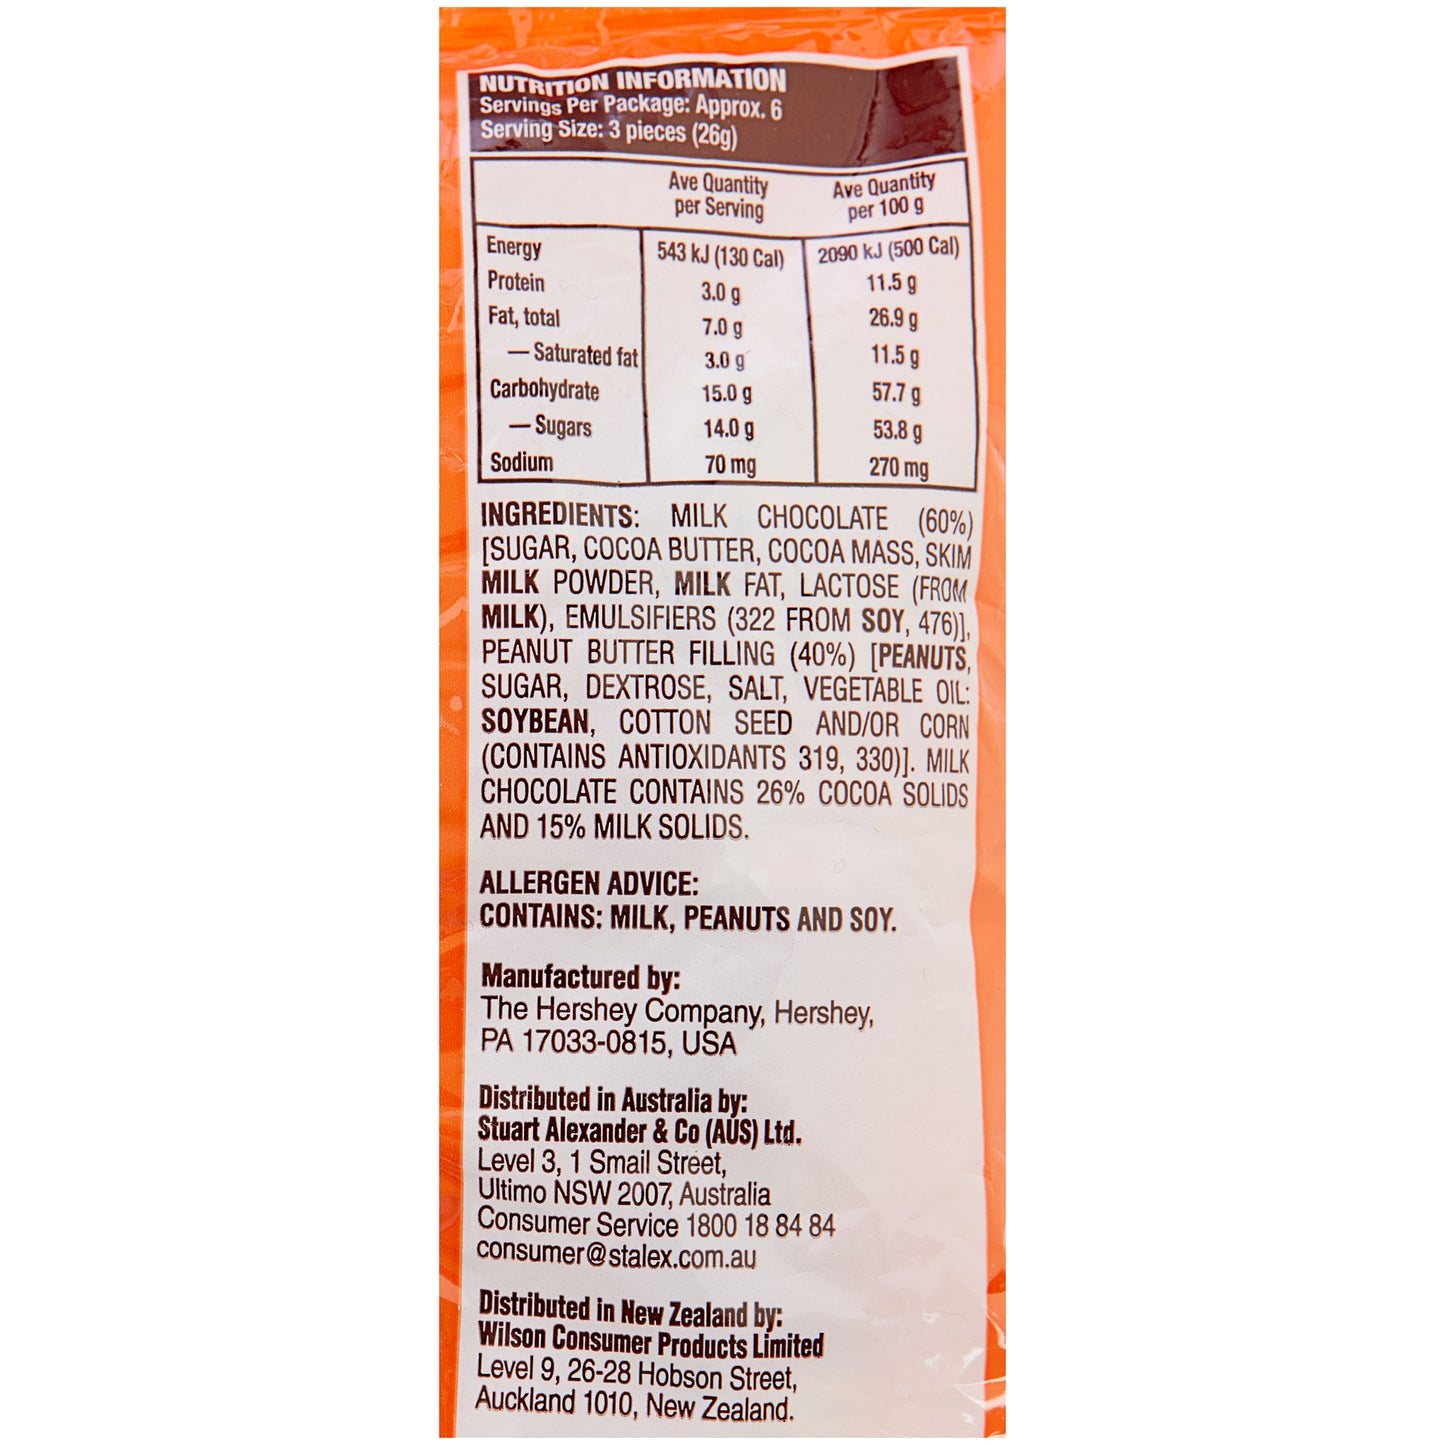 NUTRITION INFORMATION
Servings Per Package: Approx. 6
Serving Size: 3 pieces (26g)
Ave Quantity per Serving Ave Quantity per 100 g
Energy 543 kJ (130 Cal) 2090 kJ (500 Cal)
Protein 3.0 g 11.5 g
Fat, total 7.0 g 26.9 g
— Saturated fat 3.0 g 11.5 g
Carbohydrate 15.0 g 57.7 g
— Sugars 14.0 g 53.8 g
Sodium 70 mg 270 mg
INGREDIENTS: MILK CHOCOLATE (60%)
[SUGAR, COCOA BUTTER, COCOA MASS, SKIM
MILK POWDER, MILK FAT, LACTOSE (FROM
MILK), EMULSIFIERS (322 FROM SOY, 476)],
PEANUT BUTTER FILLING (40%) [PEANUTS,
SUGAR, DEXTROSE, SALT, VEGETABLE OIL:
SOYBEAN, COTTON SEED AND/OR CORN
(CONTAINS ANTIOXIDANTS 319, 330)]. MILK
CHOCOLATE CONTAINS 26% COCOA SOLIDS
AND 15% MILK SOLIDS.
ALLERGEN ADVICE:
CONTAINS: MILK, PEANUTS AND SOY.
Manufactured by:
The Hershey Company, Hershey,
PA 17033-0815, USA
Distributed in Australia by:
Stuart Alexander & Co (AUS) Ltd.
Level 3, 1 Smail Street,
Ultimo NSW 2007, Australia
Consumer Service 1800 18 84 84
consumer@stalex.com.au
Distributed in New Zealand by:
Wilson Consumer Products Limited
Level 9, 26-28 Hobson Street,
Auckland 1010, New Zealand.